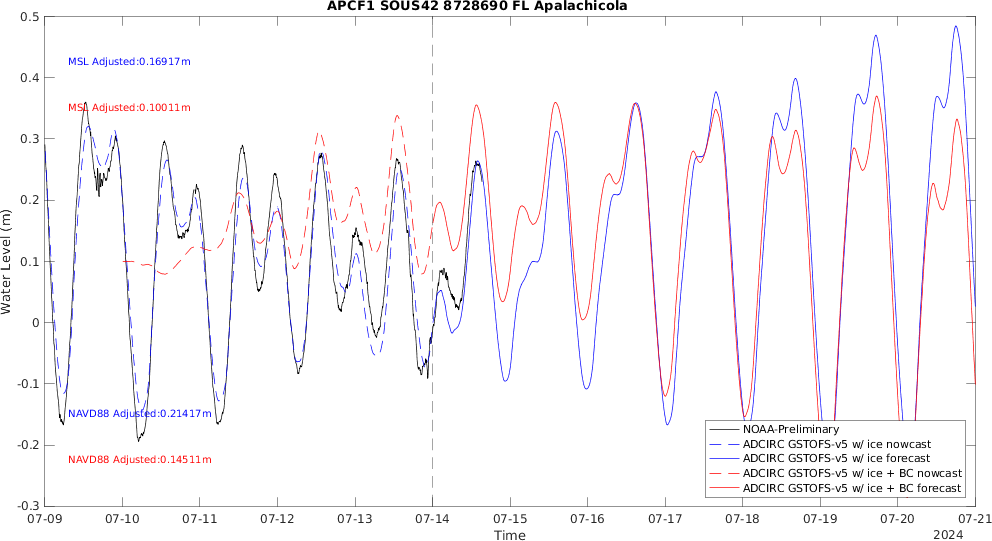 APCF1 SOUS42 8728690 FL Apalachicola
0.5
0.4
0.3
0.2
0.1
0
-0.1
-0.2
-0.3
Water Level (m)
MSL Adjusted:0.16917m
MSL Adjusted:0.10011m
NAVD88 Adjusted:0.21417m
NAVD88 Adjusted:0.14511m
NOAA-Preliminary
ADCIRC GSTOFS-v5 w/ ice nowcast
ADCIRC GSTOFS-v5 w/ ice forecast
ADCIRC GSTOFS-v5 w/ ice + BC nowcast
ADCIRC GSTOFS-v5 w/ ice + BC forecast
07-09 07-10 07-11 07-12 07-13 07-14 07-15 07-16 07-17 07-18 07-19 07-20 07-21
Time
2024